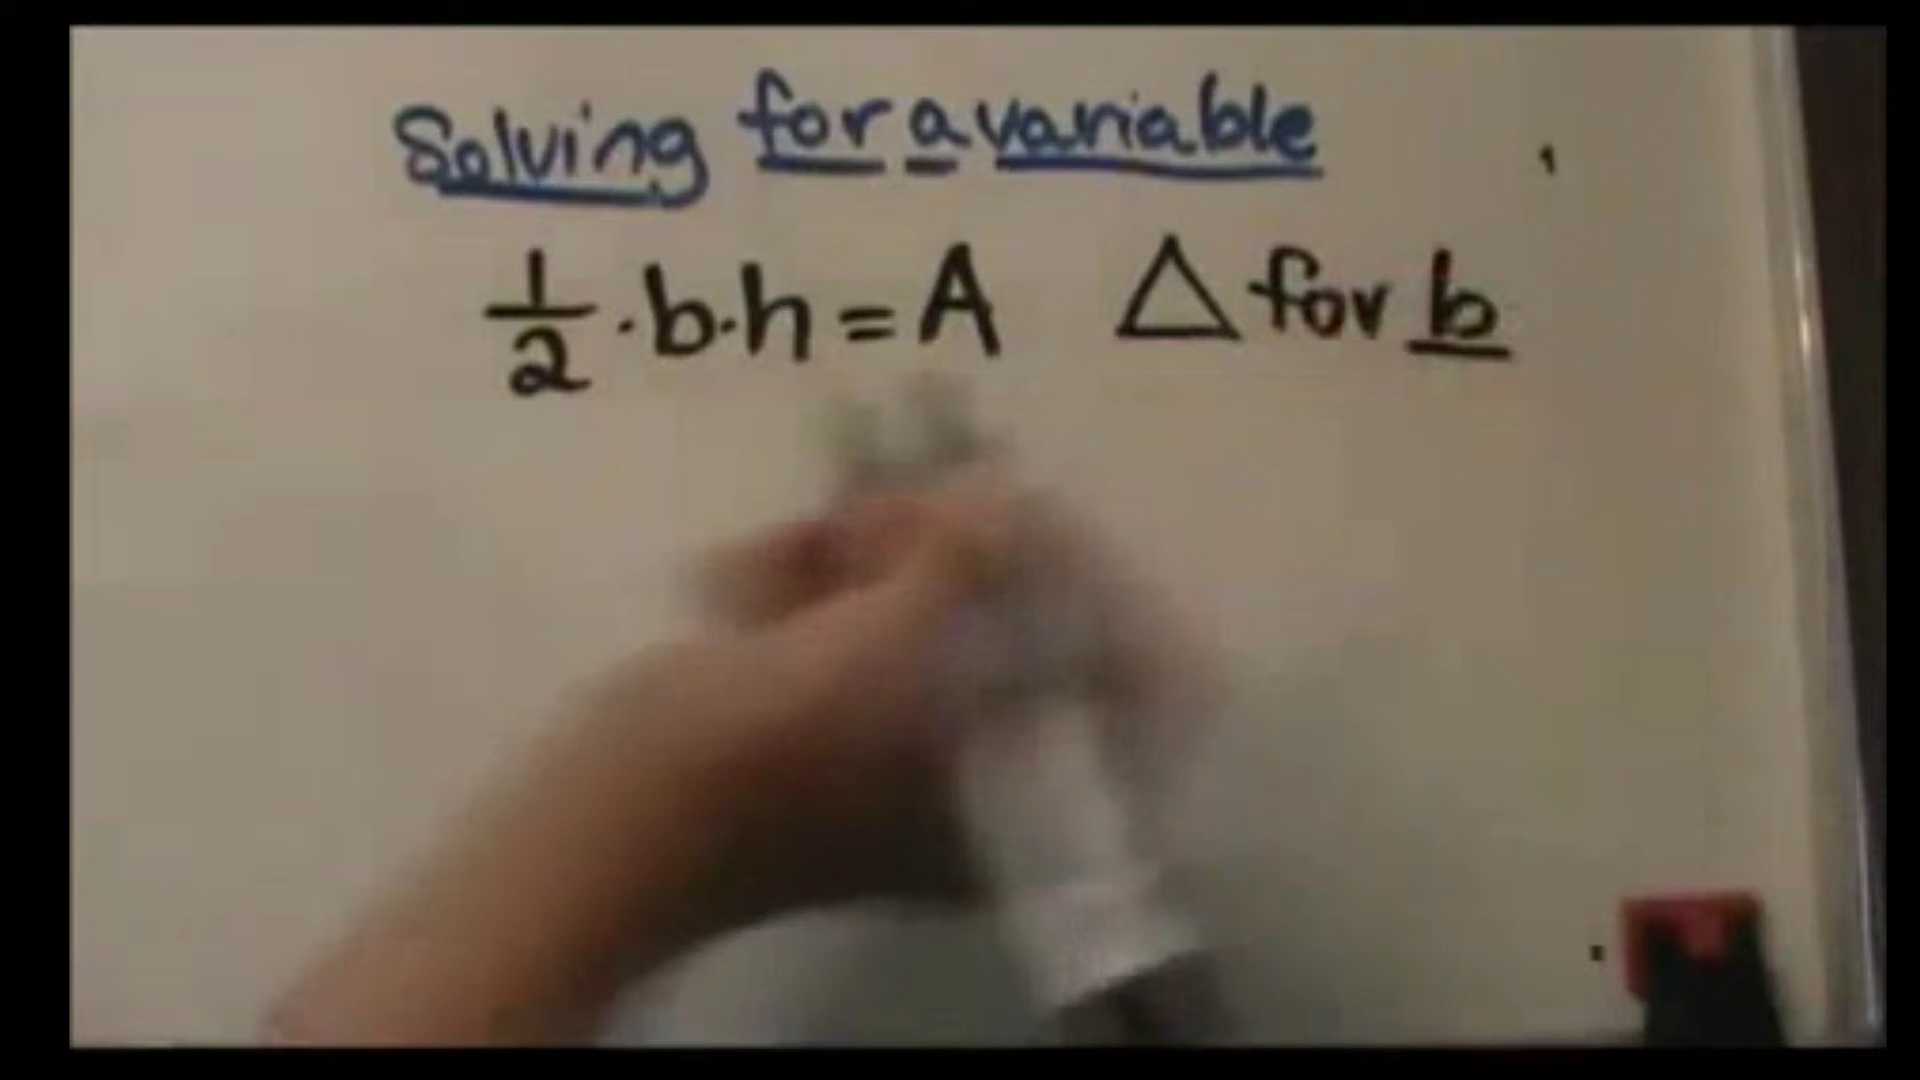 Solving for a variable
1/2 · b · h = A △ for b